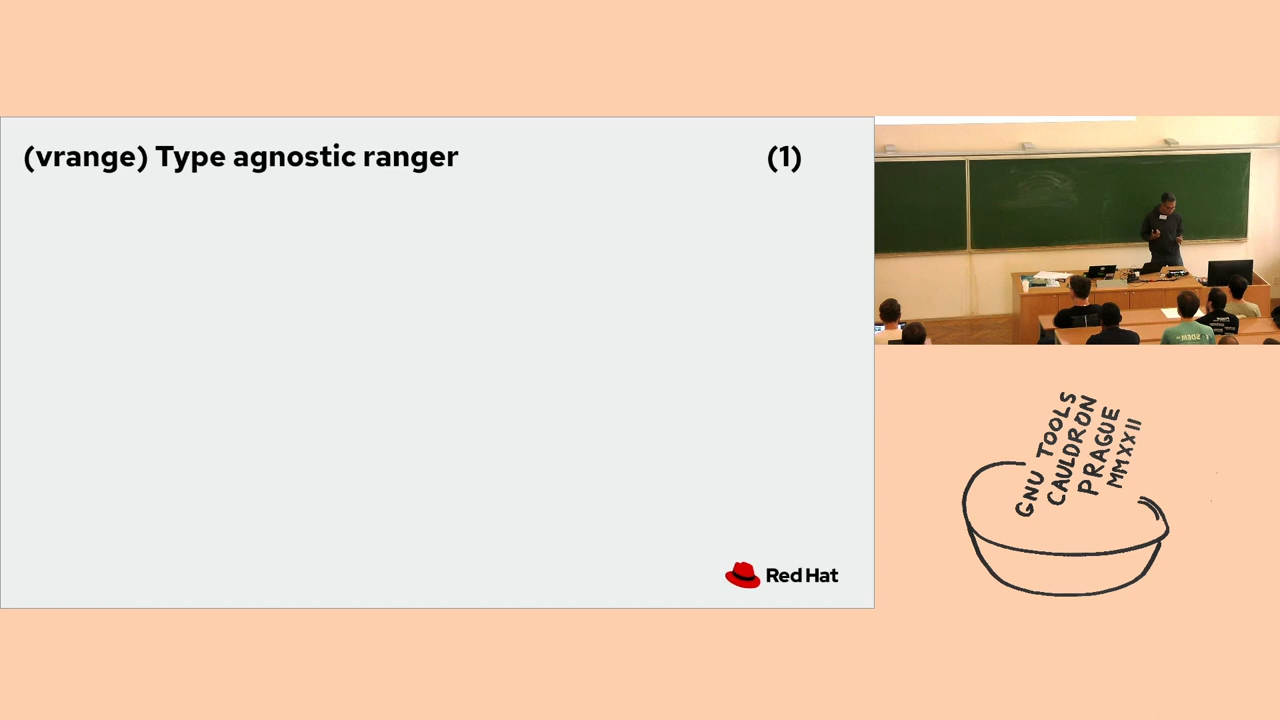 (vrange) Type agnostic ranger (1)
Red Hat
GNU TOOLS
CAULDRON
PRAGUE
MMXXII